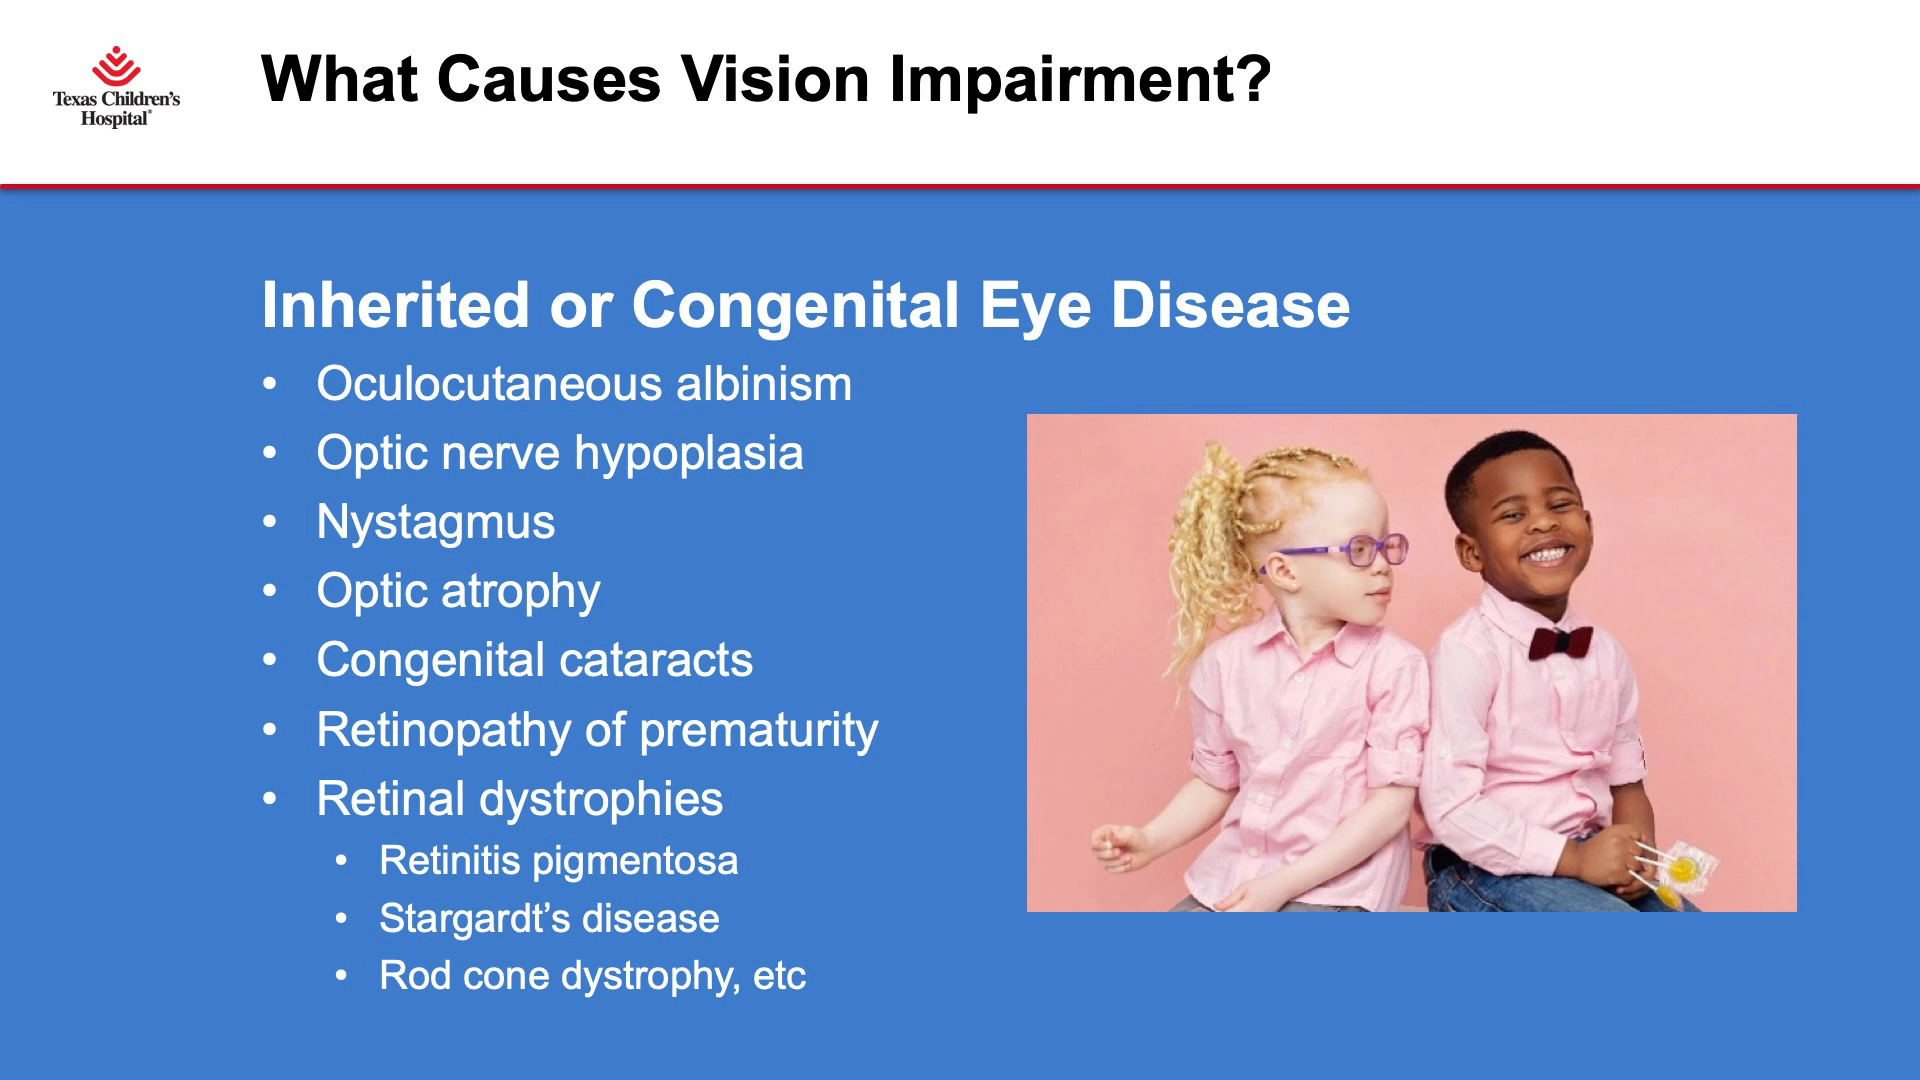 Texas Children's
Hospital®
What Causes Vision Impairment?
Inherited or Congenital Eye Disease
• Oculocutaneous albinism
• Optic nerve hypoplasia
• Nystagmus
• Optic atrophy
• Congenital cataracts
• Retinopathy of prematurity
• Retinal dystrophies
• Retinitis pigmentosa
• Stargardt’s disease
• Rod cone dystrophy, etc